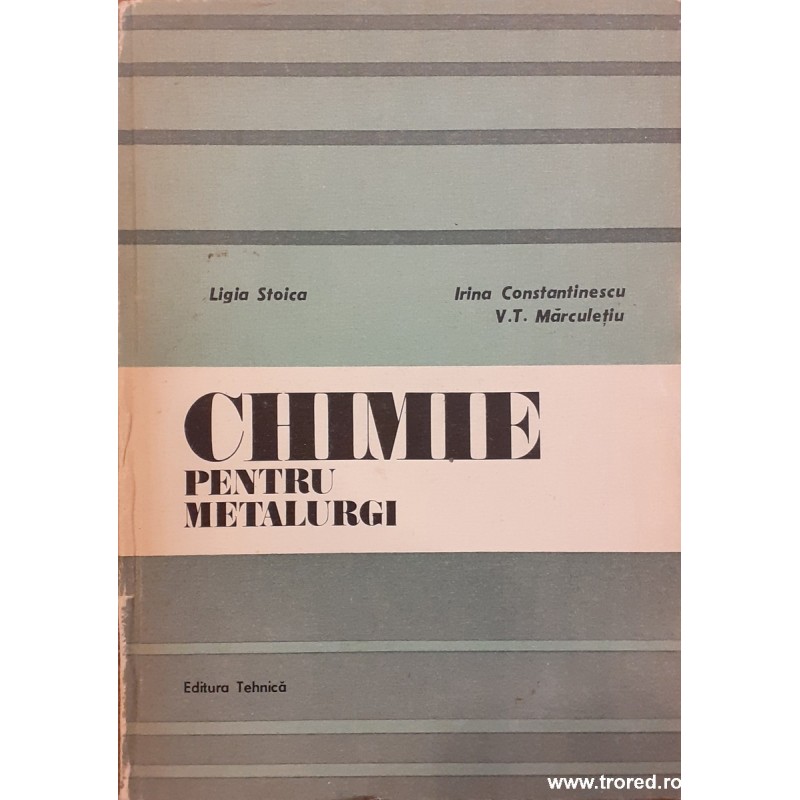 Ligia Stoica
Irina Constantinescu
V.T. Mărculețiu
CHIMIE
PENTRU
METALURGI
Editura Tehnică
www.trored.ro